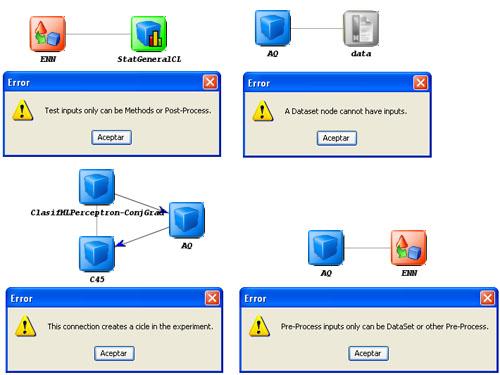 ENN
StatGeneralCL
Error
Test inputs only can be Methods or Post-Process.
Aceptar
AQ
data
Error
A Dataset node cannot have inputs.
Aceptar
ClasifMLPerceptron-ConjGrad
AQ
C45
Error
This connection creates a cicle in the experiment.
Aceptar
AQ
ENN
Error
Pre-Process inputs only can be DataSet or other Pre-Process.
Aceptar